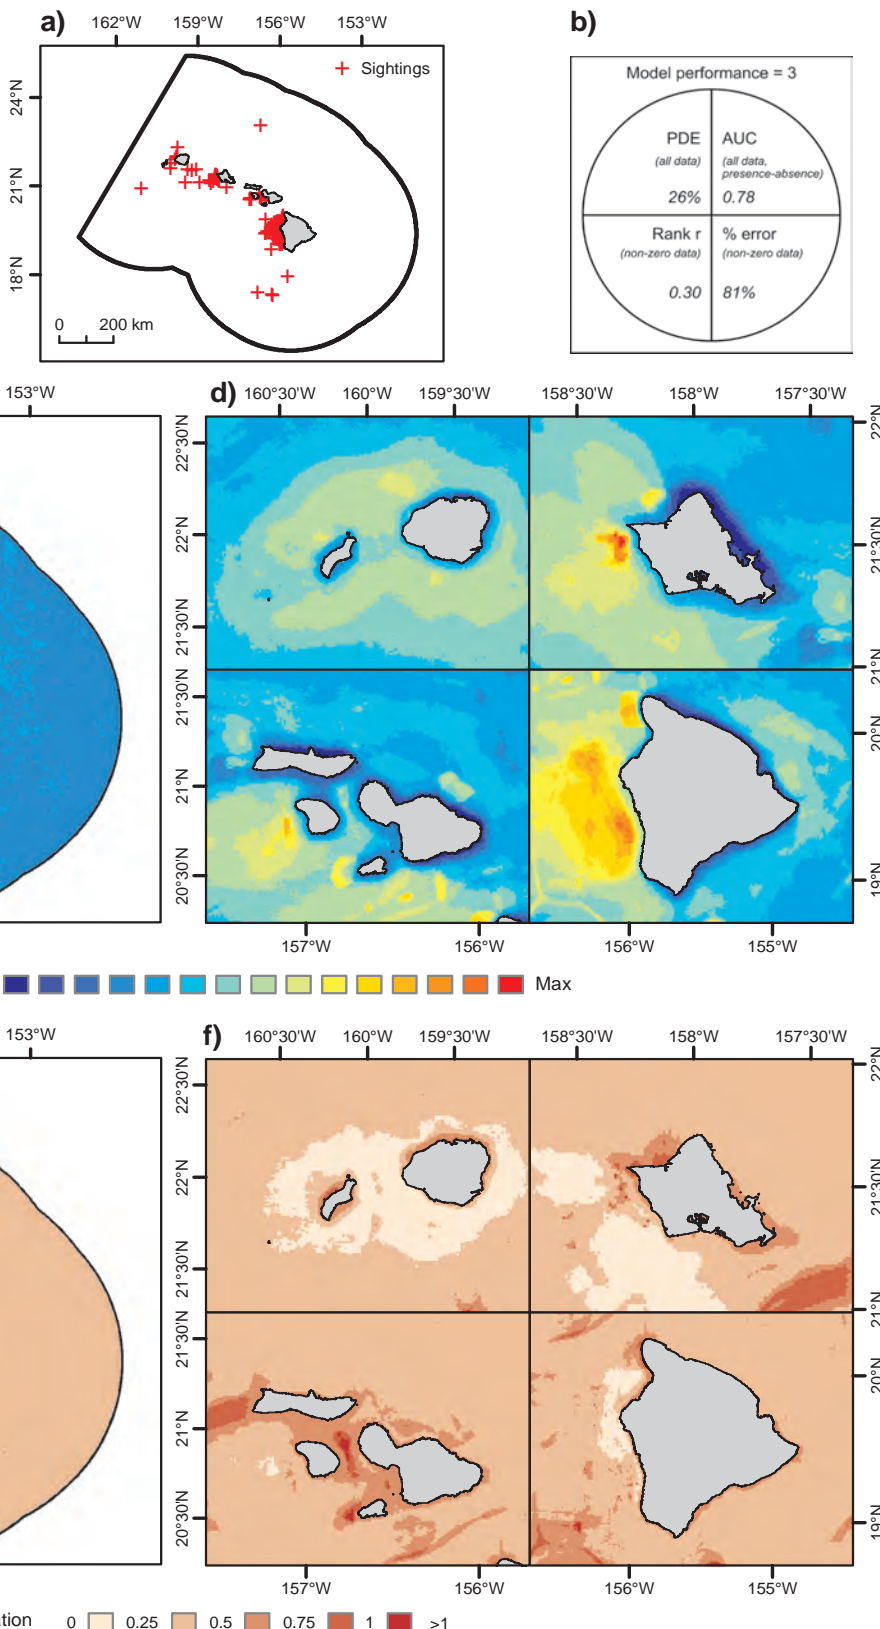 a)
162°W 159°W 156°W 153°W
24°N
21°N
18°N
Sightings
0 200 km
b)
Model performance = 3
PDE
(all data)
26%
AUC
(all data,
presence-absence)
0.78
Rank r
(non-zero data)
0.30
% error
(non-zero data)
81%
153°W
d)
160°30'W 160°W 159°30'W 158°30'W 158°W 157°30'W
22°30'N
22°N
21°30'N
22°N
21°30'N
21°N
21°30'N
21°N
20°30'N
20°N
19°N
157°W 156°W 156°W 155°W
Max
153°W
f)
160°30'W 160°W 159°30'W 158°30'W 158°W 157°30'W
22°30'N
22°N
21°30'N
22°N
21°30'N
21°N
21°30'N
21°N
20°30'N
20°N
19°N
157°W 156°W 156°W 155°W
0 0.25 0.5 0.75 1 >1